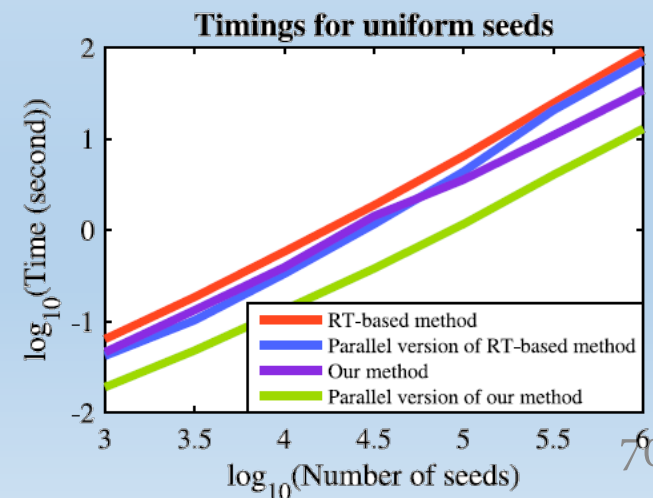 Timings for uniform seeds
log10(Time (second))
2
1
0
-1
-2
RT-based method
Parallel version of RT-based method
Our method
Parallel version of our method
3 3.5 4 4.5 5 5.5 6
log10(Number of seeds)
70